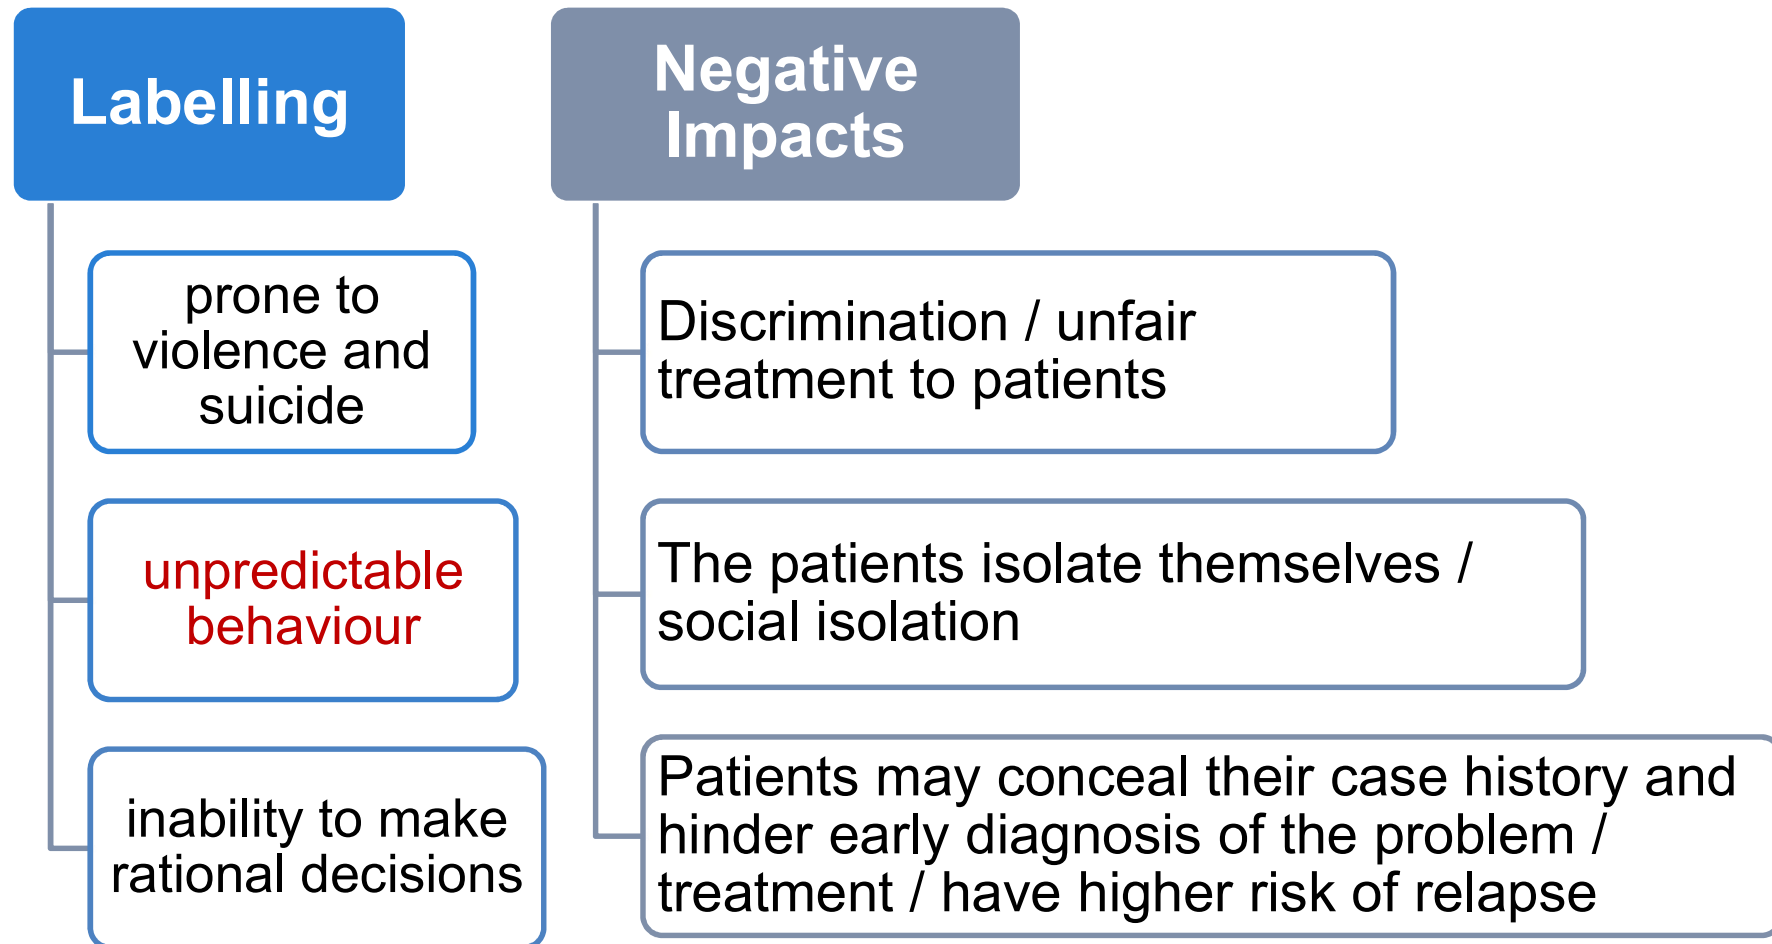 Labelling
prone to
violence and
suicide
unpredictable
behaviour
inability to make
rational decisions
Negative
Impacts
Discrimination / unfair
treatment to patients
The patients isolate themselves /
social isolation
Patients may conceal their case history and
hinder early diagnosis of the problem /
treatment / have higher risk of relapse